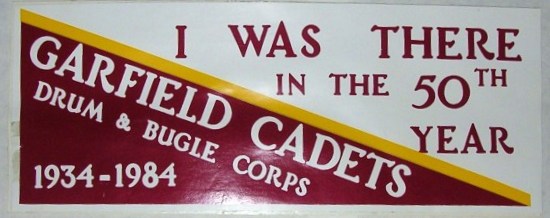 I WAS THERE
IN THE 50TH
YEAR
GARFIELD CADETS
DRUM & BUGLE CORPS
1934-1984